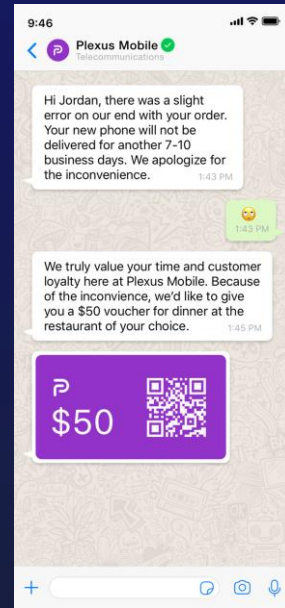 9:46
Plexus Mobile
Telecommunications
Hi Jordan, there was a slight
error on our end with your order.
Your new phone will not be
delivered for another 7-10
business days. We apologize for
the inconvenience. 1:43 PM
1:43 PM
We truly value your time and customer
loyalty here at Plexus Mobile. Because
of the inconvience, we'd like to give
you a $50 voucher for dinner at the
restaurant of your choice. 1:45 PM
$50